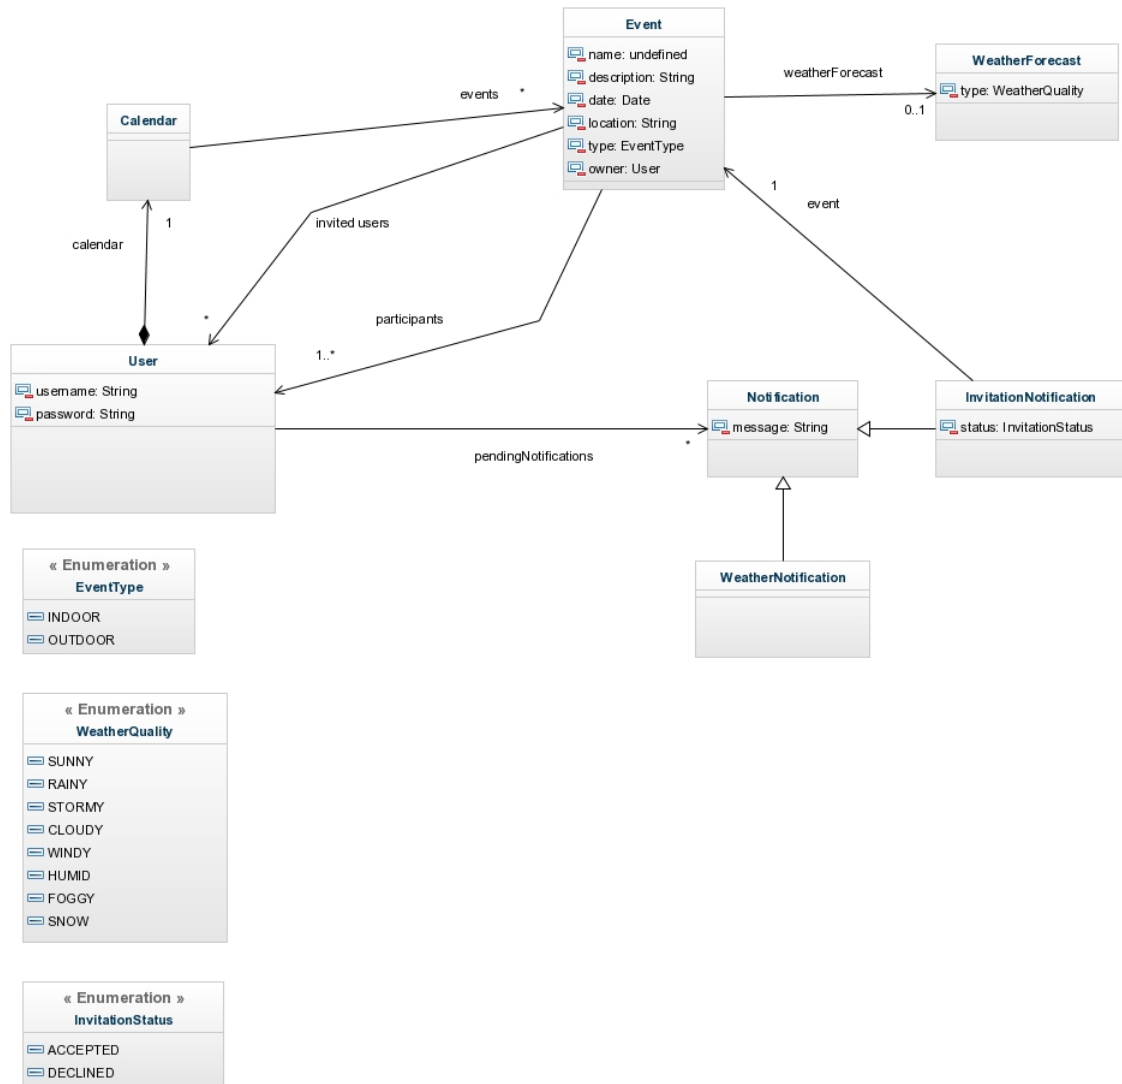 Event
name: undefined
description: String
date: Date
location: String
type: EventType
owner: User
WeatherForecast
type: WeatherQuality
weatherForecast
0..1
events *
Calendar
1
calendar
invited users
*
participants
1..*
1
event
User
username: String
password: String
Notification
message: String
InvitationNotification
status: InvitationStatus
*
pendingNotifications
WeatherNotification
« Enumeration »
EventType
INDOOR
OUTDOOR
« Enumeration »
WeatherQuality
SUNNY
RAINY
STORMY
CLOUDY
WINDY
HUMID
FOGGY
SNOW
« Enumeration »
InvitationStatus
ACCEPTED
DECLINED